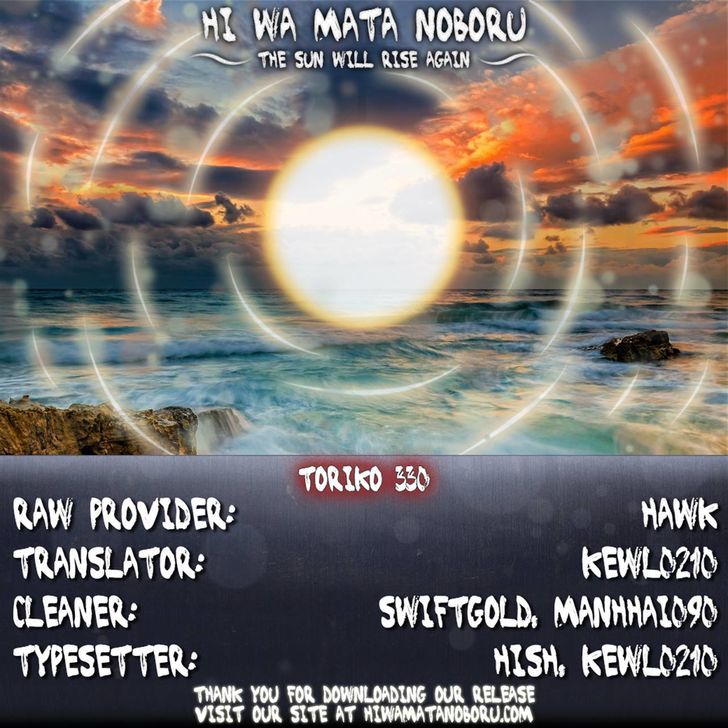 HI WA MATA NOBORU
THE SUN WILL RISE AGAIN
TORIKO 330
RAW PROVIDER: HAWK
TRANSLATOR: KEWL0210
CLEANER: SWIFTGOLD, MANHHAI090
TYPESETTER: HISH, KEWL0210
THANK YOU FOR DOWNLOADING OUR RELEASE
VISIT OUR SITE AT HIWAMATANOBORU.COM